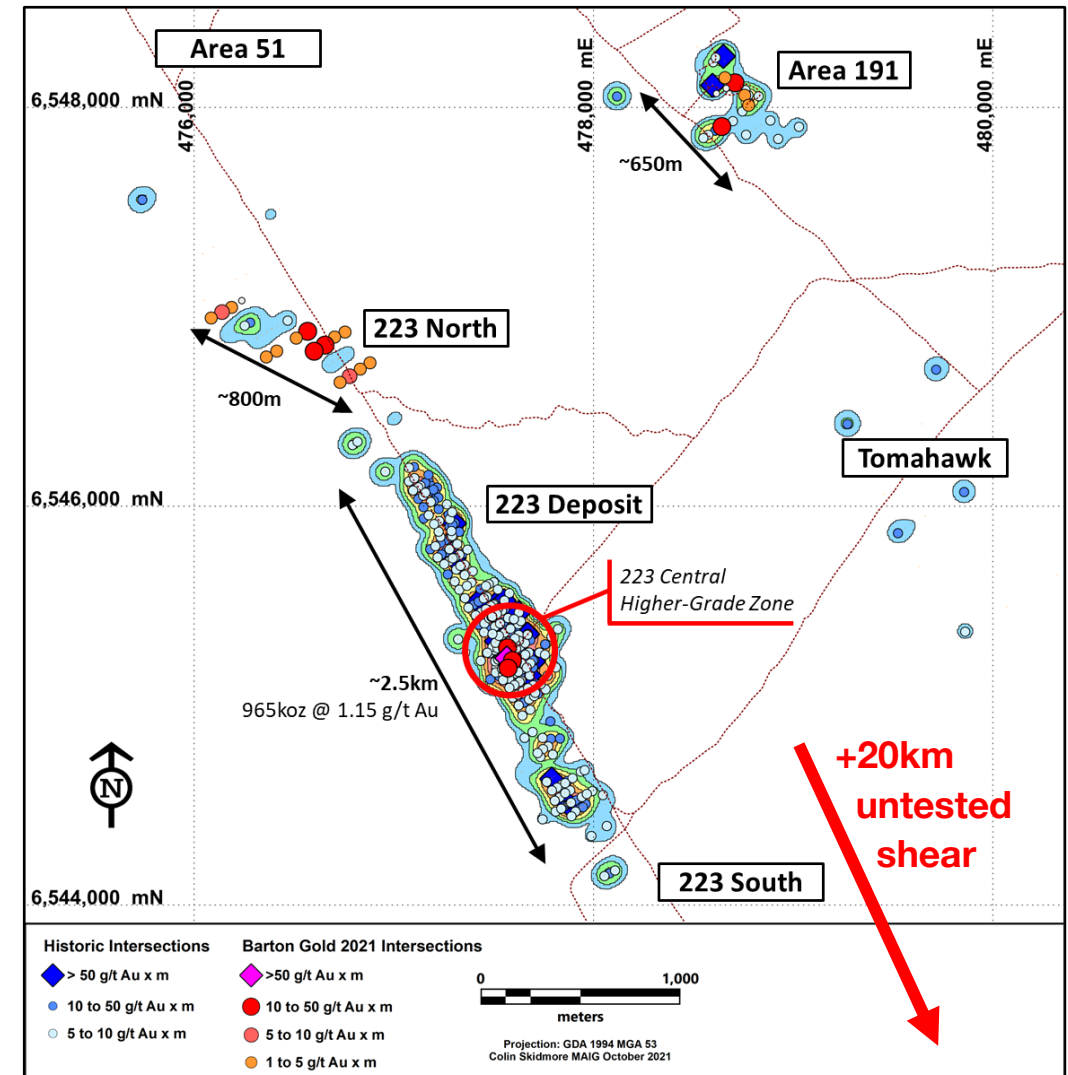 Area 51
478,000 mE
Area 191
480,000
6,548,000 mN
476,000
~650m
223 North
~800m
Tomahawk
6,546,000 mN
223 Deposit
223 Central
Higher-Grade Zone
~2.5km
965koz @ 1.15 g/t Au
+20km
untested
shear
N
223 South
6,544,000 mN
Historic Intersections
> 50 g/t Au x m
10 to 50 g/t Au x m
5 to 10 g/t Au x m
Barton Gold 2021 Intersections
>50 g/t Au x m
10 to 50 g/t Au x m
5 to 10 g/t Au x m
1 to 5 g/t Au x m
0 1,000
meters
Projection: GDA 1994 MGA 53
Colin Skidmore MAIG October 2021